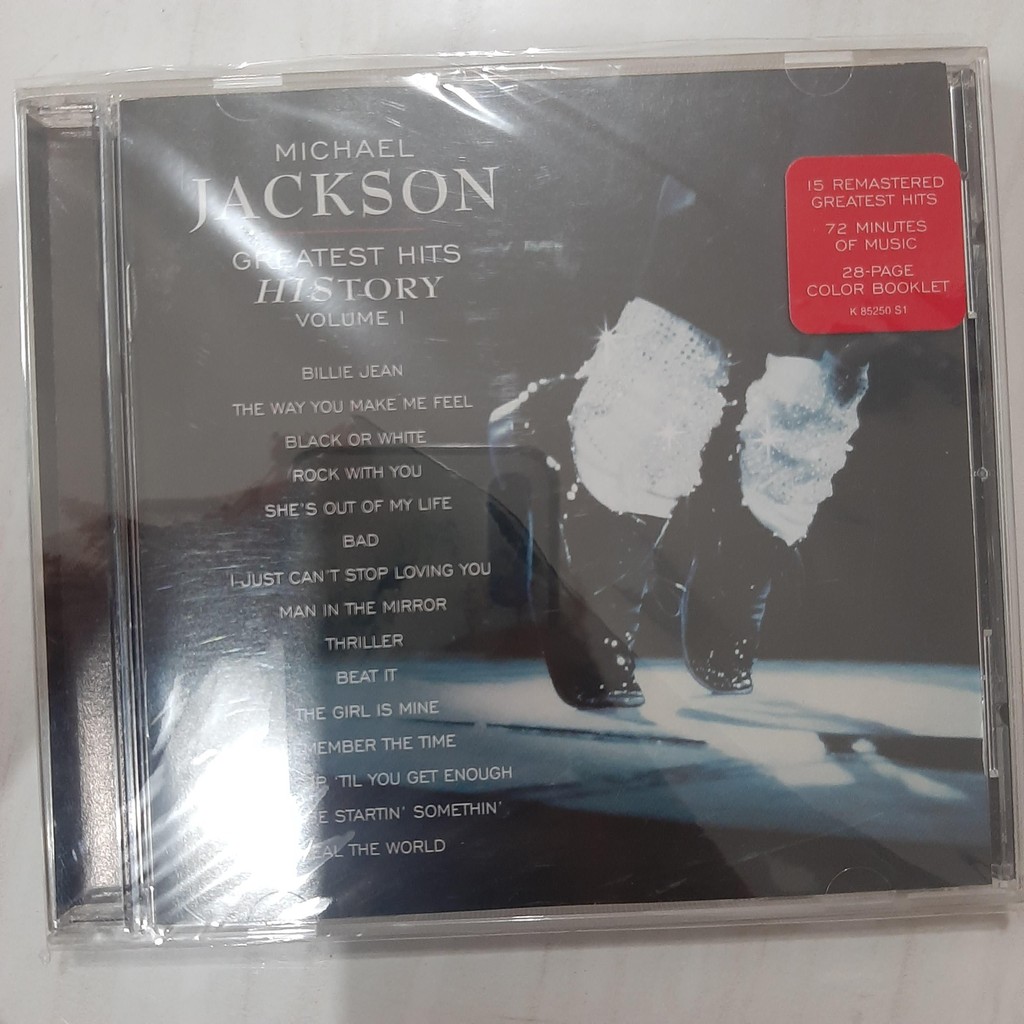 MICHAEL
JACKSON
GREATEST HITS
HISTORY
VOLUME I
BILLIE JEAN
THE WAY YOU MAKE ME FEEL
BLACK OR WHITE
ROCK WITH YOU
SHE'S OUT OF MY LIFE
BAD
I JUST CAN'T STOP LOVING YOU
MAN IN THE MIRROR
THRILLER
BEAT IT
THE GIRL IS MINE
MEMBER THE TIME
'TIL YOU GET ENOUGH
STARTIN' SOMETHIN'
EAL THE WORLD
15 REMASTERED
GREATEST HITS
72 MINUTES
OF MUSIC
28-PAGE
COLOR BOOKLET
K 85250 S1